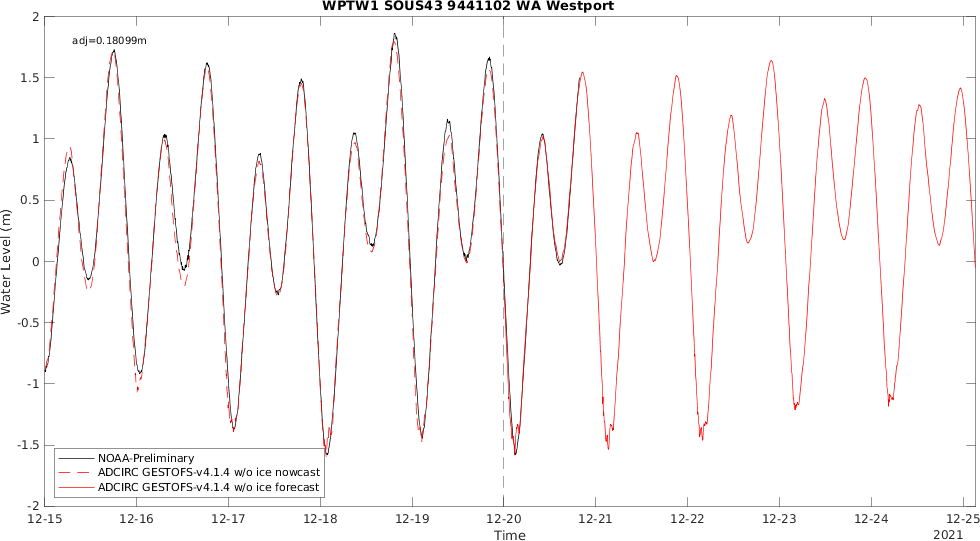 WPTW1 SOUS43 9441102 WA Westport
adj=0.18099m
Water Level (m)
2
1.5
1
0.5
0
-0.5
-1
-1.5
-2
NOAA-Preliminary
ADCIRC GESTOFS-v4.1.4 w/o ice nowcast
ADCIRC GESTOFS-v4.1.4 w/o ice forecast
12-15 12-16 12-17 12-18 12-19 12-20 12-21 12-22 12-23 12-24 12-25
Time
2021